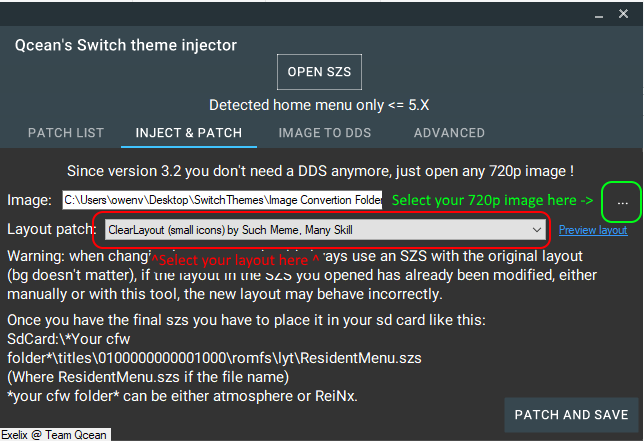 Qcean's Switch theme injector
OPEN SZS
Detected home menu only <= 5.X
PATCH LIST INJECT & PATCH IMAGE TO DDS ADVANCED
Since version 3.2 you don't need a DDS anymore, just open any 720p image !
Image: C:\Users\owenv\Desktop\SwitchThemes\Image Convertion Folder Select your 720p image here -> ...
Layout patch: ClearLayout (small icons) by Such Meme, Many Skill Preview layout
^Select your layout here ^
Warning: when chang rays use an SZS with the original layout
(bg doesn't matter), if the layout in the SZS you opened has already been modified, either
manually or with this tool, the new layout may behave incorrectly.
Once you have the final szs you have to place it in your sd card like this:
SdCard:\*Your cfw
folder*\titles\0100000000001000\romfs\lyt\ResidentMenu.szs
(Where ResidentMenu.szs if the file name)
*your cfw folder* can be either atmosphere or ReiNx.
PATCH AND SAVE
Exelix @ Team Qcean